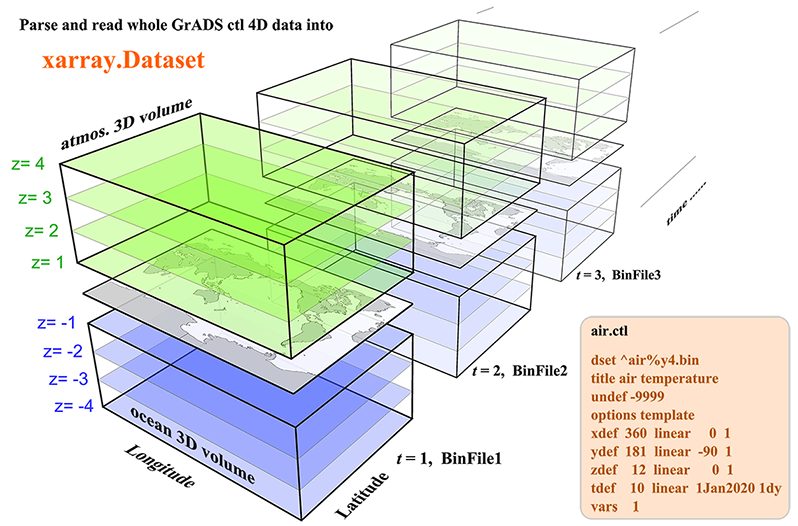 Parse and read whole GrADS ctl 4D data into
xarray.Dataset
atmos. 3D volume
z= 4
z= 3
z= 2
z= 1
z= -1
z= -2
z= -3
z= -4
ocean 3D volume
Longitude
Latitude
t = 1, BinFile1
t = 2, BinFile2
t = 3, BinFile3
time ......
air.ctl
dset ^air%y4.bin
title air temperature
undef -9999
options template
xdef 360 linear 0 1
ydef 181 linear -90 1
zdef 12 linear 0 1
tdef 10 linear 1Jan2020 1dy
vars 1